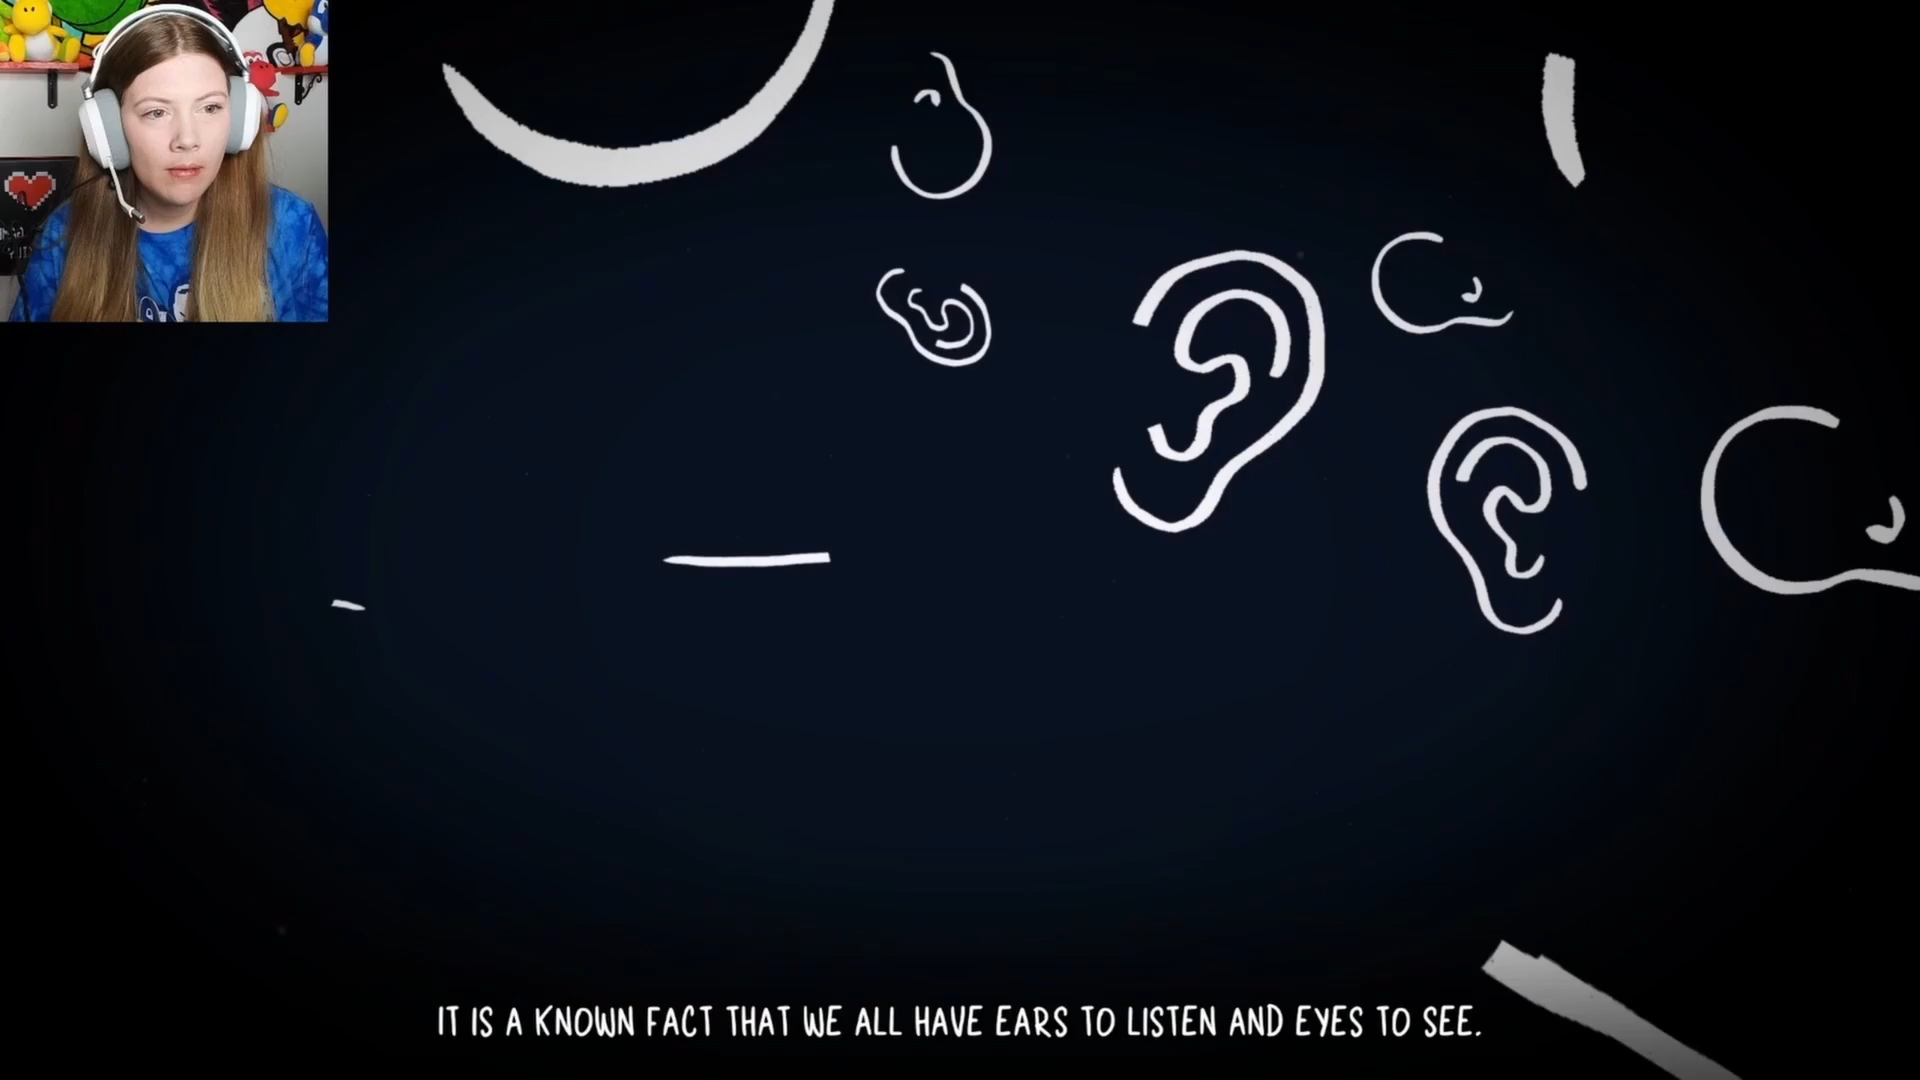 IT IS A KNOWN FACT THAT WE ALL HAVE EARS TO LISTEN AND EYES TO SEE.